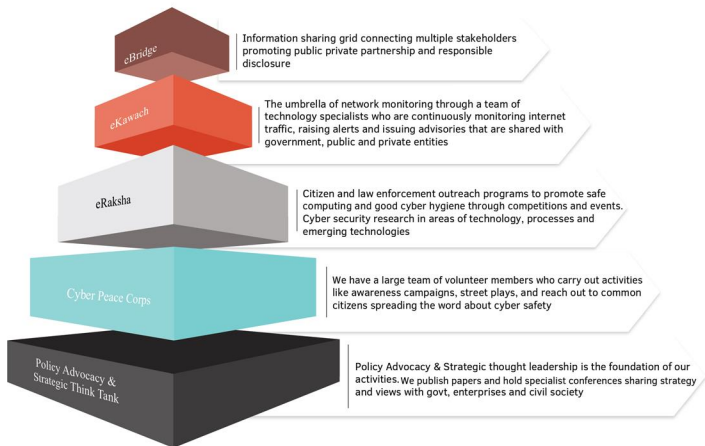 eBridge
Information sharing grid connecting multiple stakeholders
promoting public private partnership and responsible
disclosure
eKawach
The umbrella of network monitoring through a team of
technology specialists who are continuously monitoring internet
traffic, raising alerts and issuing advisories that are shared with
government, public and private entities
eRaksha
Citizen and law enforcement outreach programs to promote safe
computing and good cyber hygiene through competitions and events.
Cyber security research in areas of technology, processes and
emerging technologies
Cyber Peace Corps
We have a large team of volunteer members who carry out activities
like awareness campaigns, street plays, and reach out to common
citizens spreading the word about cyber safety
Policy Advocacy &
Strategic Think Tank
Policy Advocacy & Strategic thought leadership is the foundation of our
activities. We publish papers and hold specialist conferences sharing strategy
and views with govt, enterprises and civil society